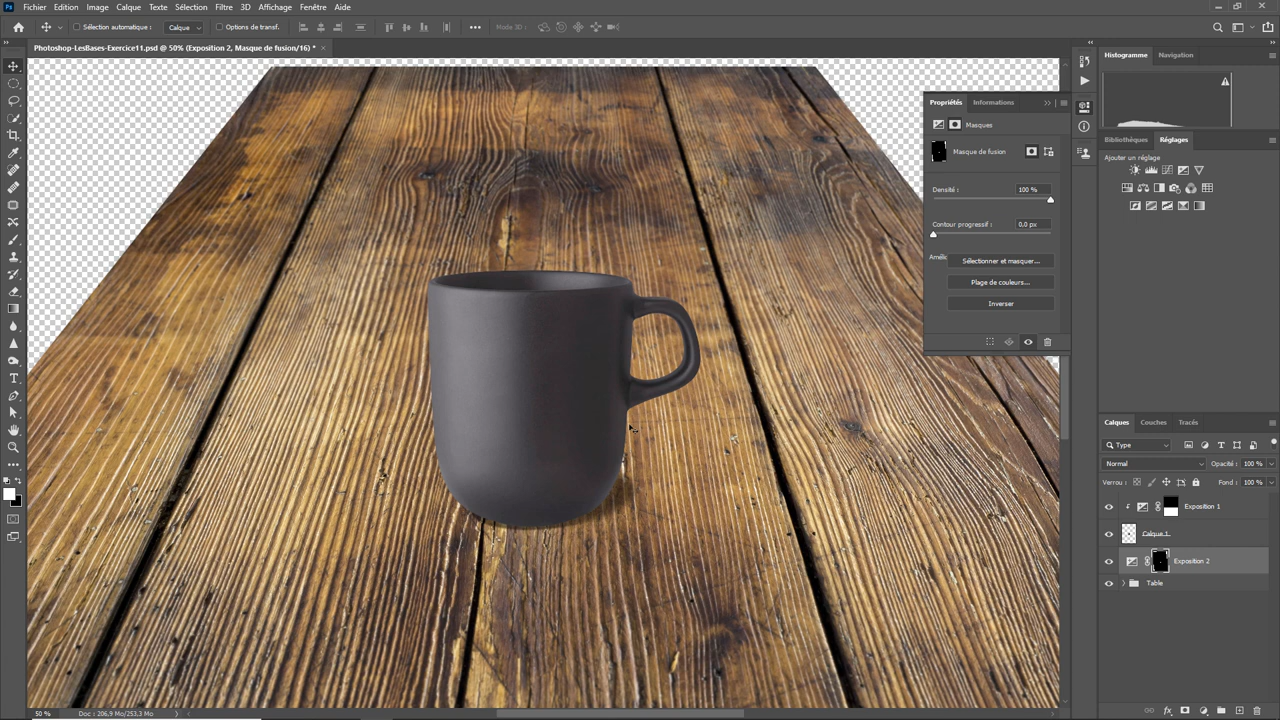 Ps Fichier Edition Image Calque Texte Sélection Filtre 3D Affichage Fenêtre Aide
Sélection automatique : Calque Options de transf. Mode 3D :
Photoshop-LesBases-Exercice11.psd @ 50% (Exposition 2, Masque de fusion/16) *
Histogramme Navigation
Propriétés Informations
Masques
Masque de fusion
Densité : 100 %
Contour progressif : 0,0 px
Amélio
Sélectionner et masquer...
Plage de couleurs...
Inverser
Bibliothèques Réglages
Ajouter un réglage
Calques Couches Tracés
Type
Normal Opacité : 100 %
Verrou : Fond : 100 %
Exposition 1
Calque 1
Exposition 2
Table
50 % Doc : 206,9 Mo/253,3 Mo